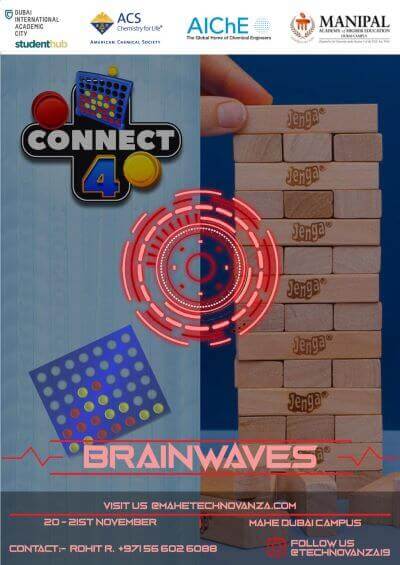 DUBAI
INTERNATIONAL
ACADEMIC
CITY
studenthub
ACS
Chemistry for Life®
AMERICAN CHEMICAL SOCIETY
AIChE
The Global Home of Chemical Engineers
MANIPAL
ACADEMY of HIGHER EDUCATION
DUBAI CAMPUS
CONNECT
4
Jenga
Jenga
Jenga
Jenga
Jenga
Jenga
BRAINWAVES
VISIT US @MAHETECHNOVANZA.COM
20 - 21ST NOVEMBER
MAHE DUBAI CAMPUS
CONTACT:- ROHIT R. +971 56 602 6088
FOLLOW US
@TECHNOVANZA19